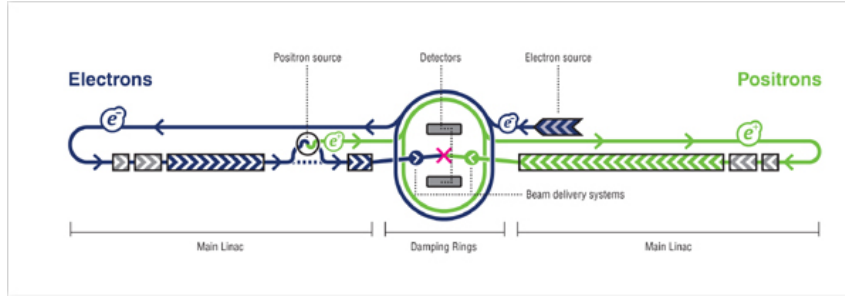 Positron source
Detectors
Electron source
Electrons
Positrons
e⁻
e⁻
e⁺
e⁺
Beam delivery systems
Main Linac
Damping Rings
Main Linac